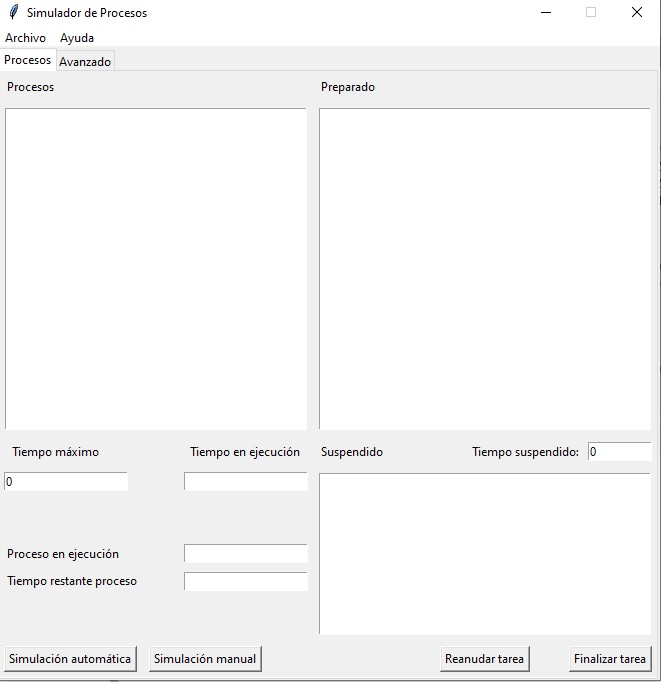 Simulador de Procesos
Archivo Ayuda
Procesos Avanzado
Procesos Preparado
Tiempo máximo Tiempo en ejecución Suspendido Tiempo suspendido: 0
0
Proceso en ejecución
Tiempo restante proceso
Simulación automática Simulación manual Reanudar tarea Finalizar tarea